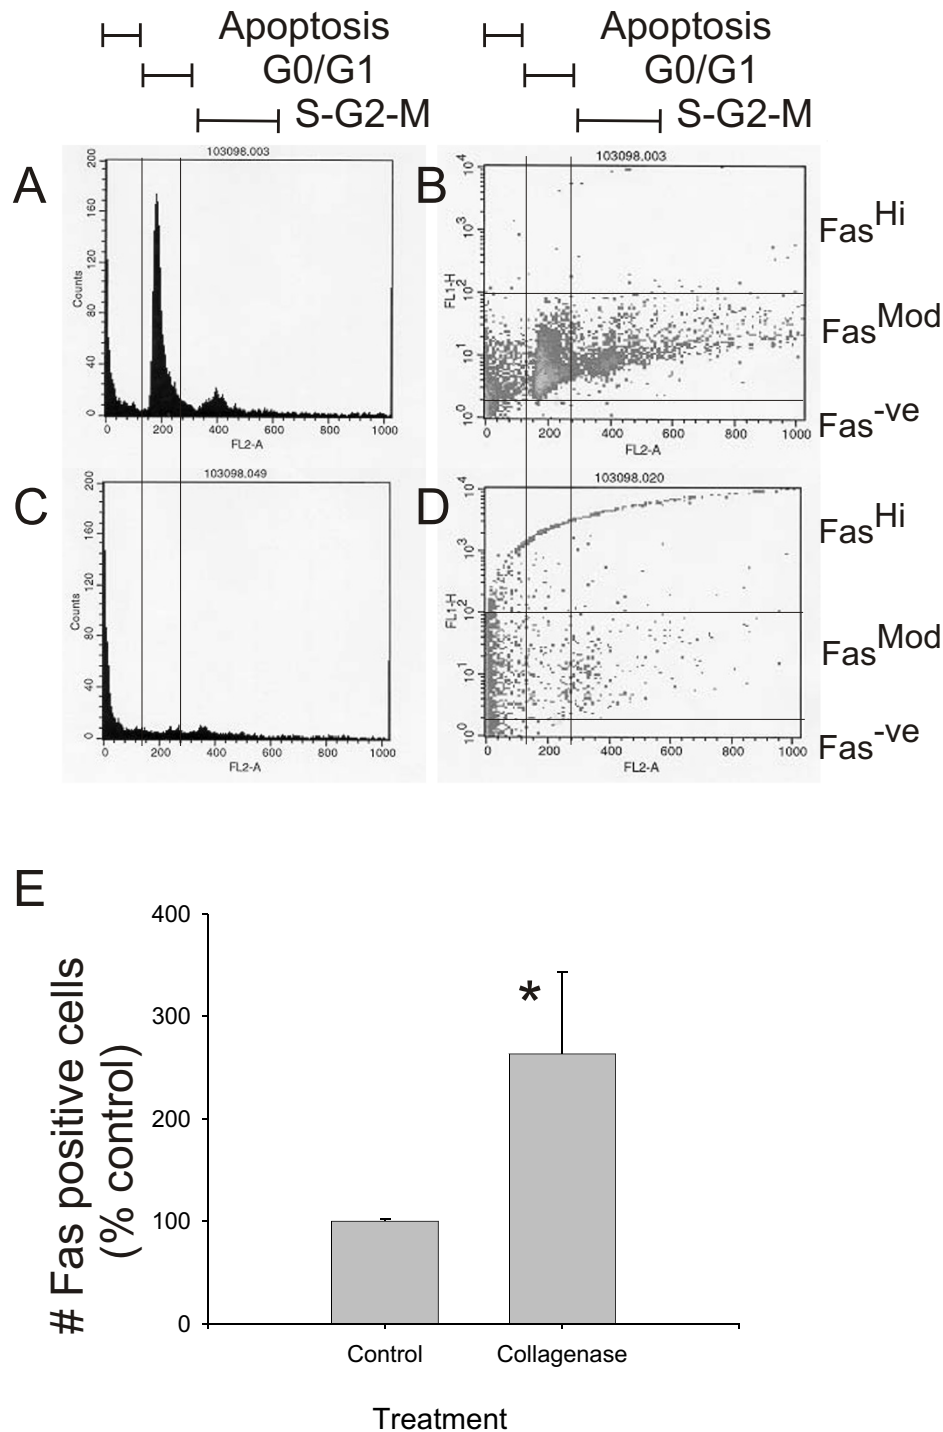 Apoptosis
G0/G1
S-G2-M
Apoptosis
G0/G1
S-G2-M
A
103098.003
200
160
120
80
40
0
Counts
0 200 400 600 800 1000
FL2-A
B
103098.003
10^4
10^3
10^2
10^1
10^0
FL1-H
0 200 400 600 800 1000
FL2-A
Fas^Hi
Fas^Mod
Fas^-ve
C
103098.049
200
160
120
80
40
0
Counts
0 200 400 600 800 1000
FL2-A
D
103098.020
10^4
10^3
10^2
10^1
10^0
FL1-H
0 200 400 600 800 1000
FL2-A
Fas^Hi
Fas^Mod
Fas^-ve
E
# Fas positive cells
(% control)
400
300
200
100
0
*
Control Collagenase
Treatment